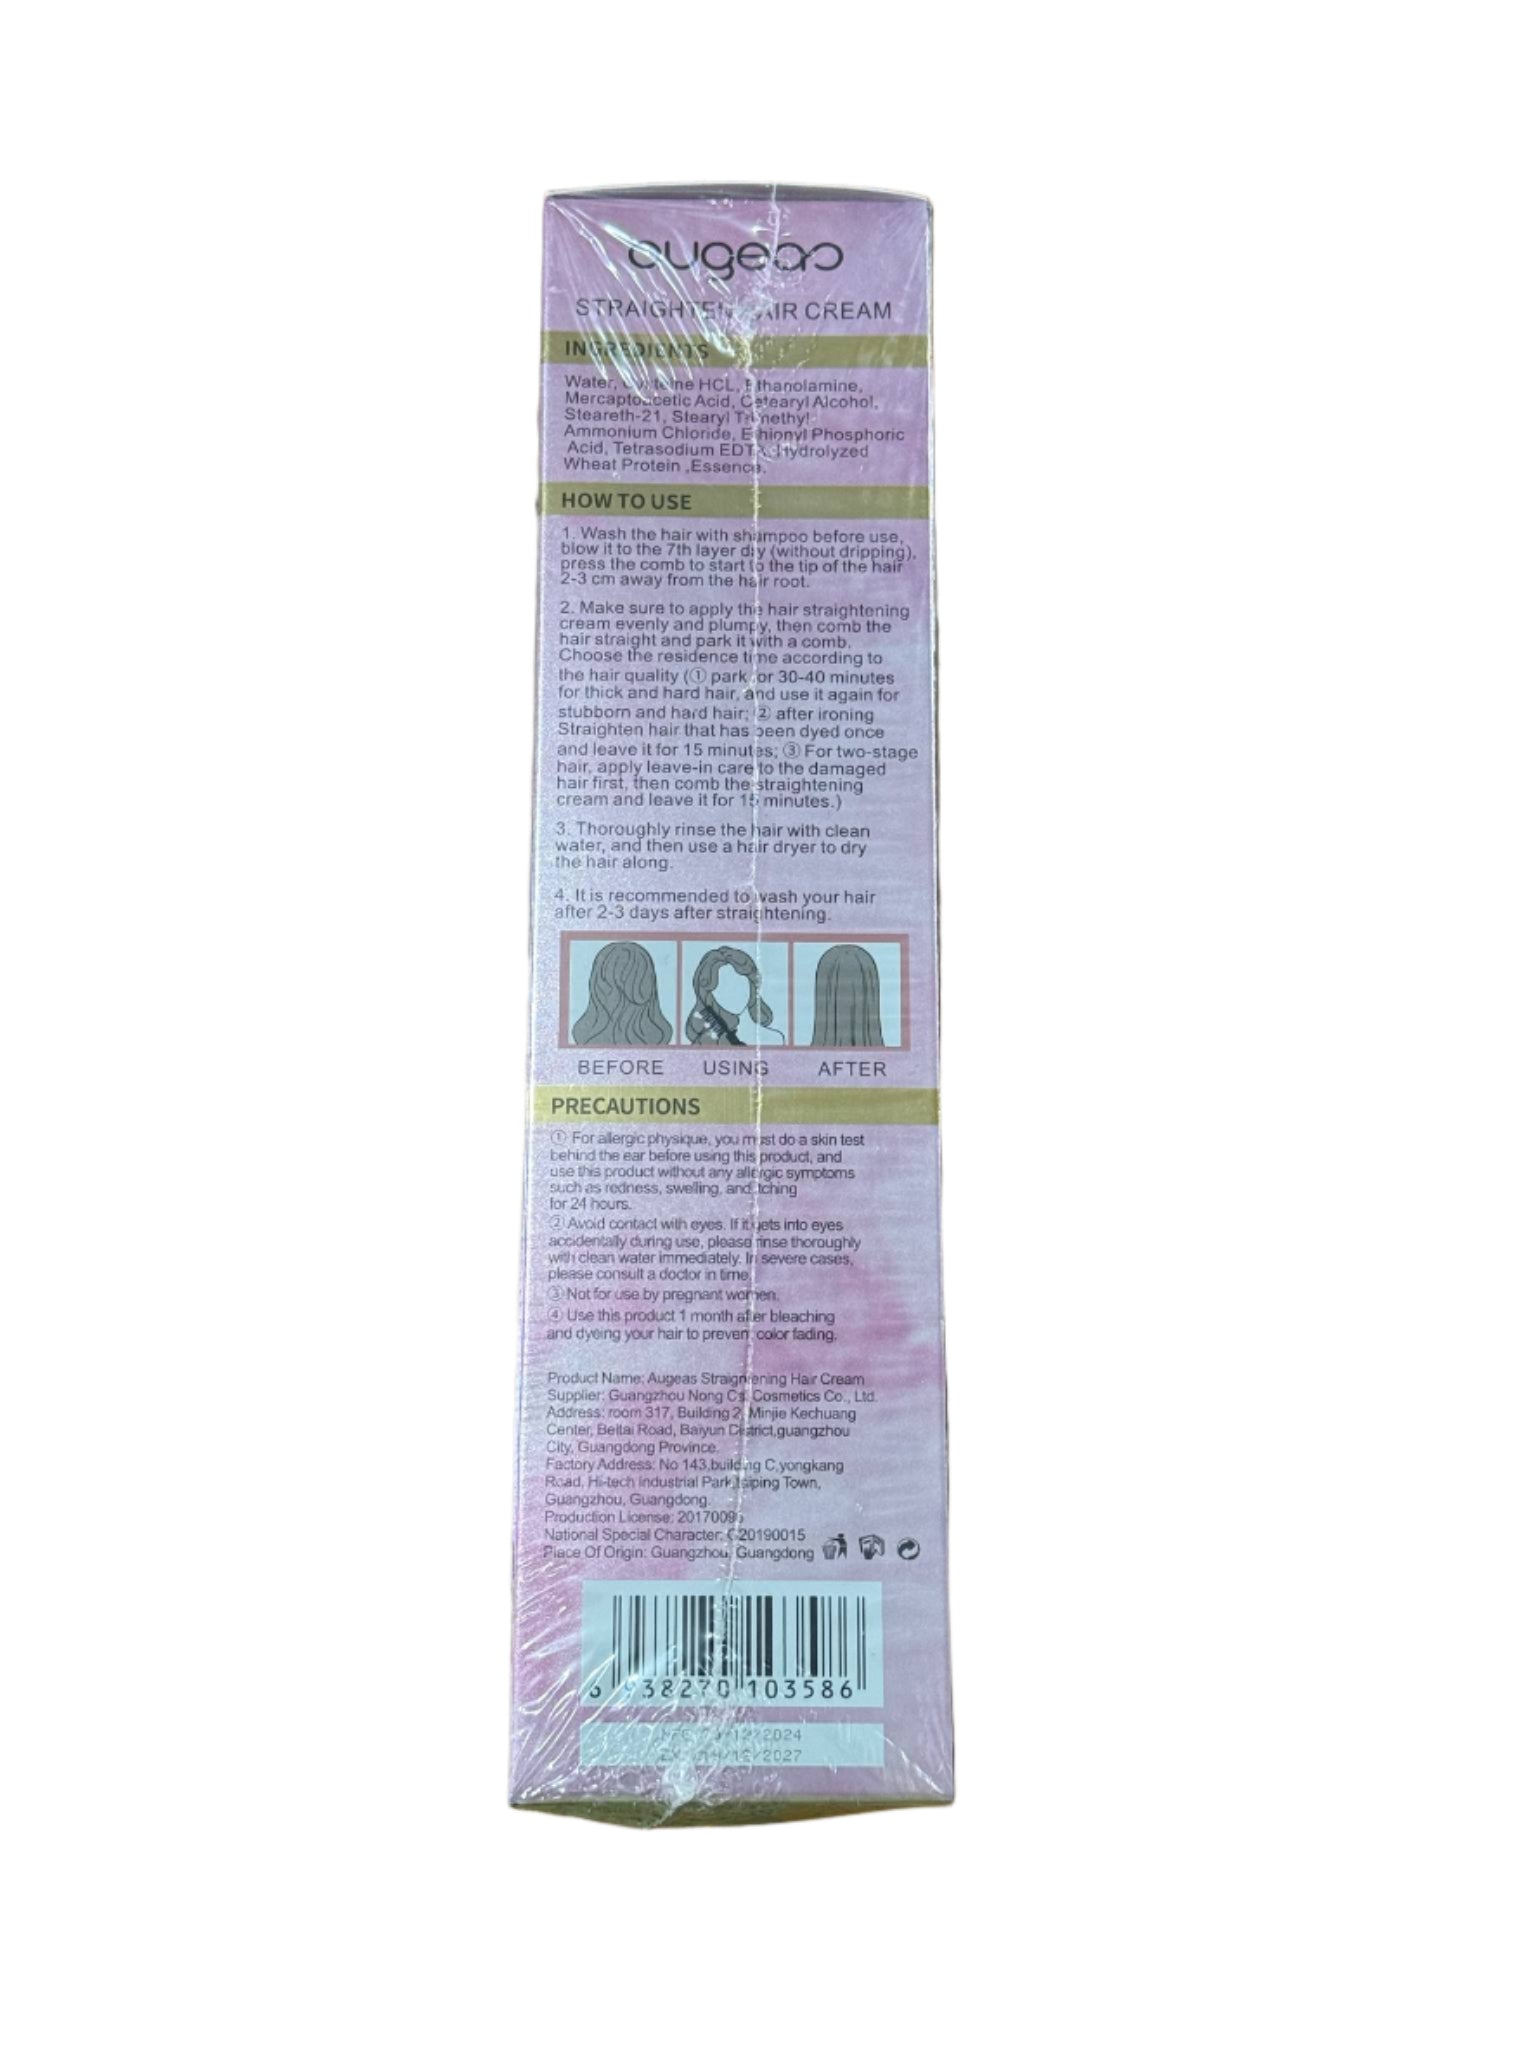 augeas
STRAIGHTEN HAIR CREAM
INGREDIENTS
Water, HCL, Ethanolamine,
Mercaptoacetic Acid, Cetearyl Alcohol,
Steareth-21, Stearyl Trimethyl
Ammonium Chloride, Phosphoric
Acid, Tetrasodium EDTA, Hydrolyzed
Wheat Protein ,Essence.
HOW TO USE
1. Wash the hair with shampoo before use,
blow it to the 7th layer dry (without dripping).
press the comb to start to the tip of the hair
2-3 cm away from the hair root.
2. Make sure to apply the hair straightening
cream evenly and plumpy, then comb the
hair straight and park it with a comb.
Choose the residence time according to
the hair quality (① park for 30-40 minutes
for thick and hard hair, and use it again for
stubborn and hard hair; ② after ironing
Straighten hair that has been dyed once
and leave it for 15 minutes; ③ For two-stage
hair, apply leave-in care to the damaged
hair first, then comb the straightening
cream and leave it for 15 minutes.)
3. Thoroughly rinse the hair with clean
water, and then use a hair dryer to dry
the hair along.
4. It is recommended to wash your hair
after 2-3 days after straightening.
BEFORE USING AFTER
PRECAUTIONS
① For allergic physique, you must do a skin test
behind the ear before using this product, and
use this product without any allergic symptoms
such as redness, swelling, and itching
for 24 hours.
② Avoid contact with eyes. If it gets into eyes
accidentally during use, please rinse thoroughly
with clean water immediately. In severe cases,
please consult a doctor in time.
③ Not for use by pregnant women.
④ Use this product 1 month after bleaching
and dyeing your hair to prevent color fading.
Product Name: Augeas Straightening Hair Cream
Supplier: Guangzhou Nong Cosmetics Co., Ltd.
Address: room 317, Building 2, Minjie Kechuang
Center, Beitai Road, Baiyun District,guangzhou
City, Guangdong Province.
Factory Address: No 143,building C,yongkang
Road, Hi-tech Industrial Park, Town,
Guangzhou, Guangdong.
Production License:
National Special Character: G20190015
Place Of Origin: Guangzhou, Guangdong
6 938270 103586
2024
2027